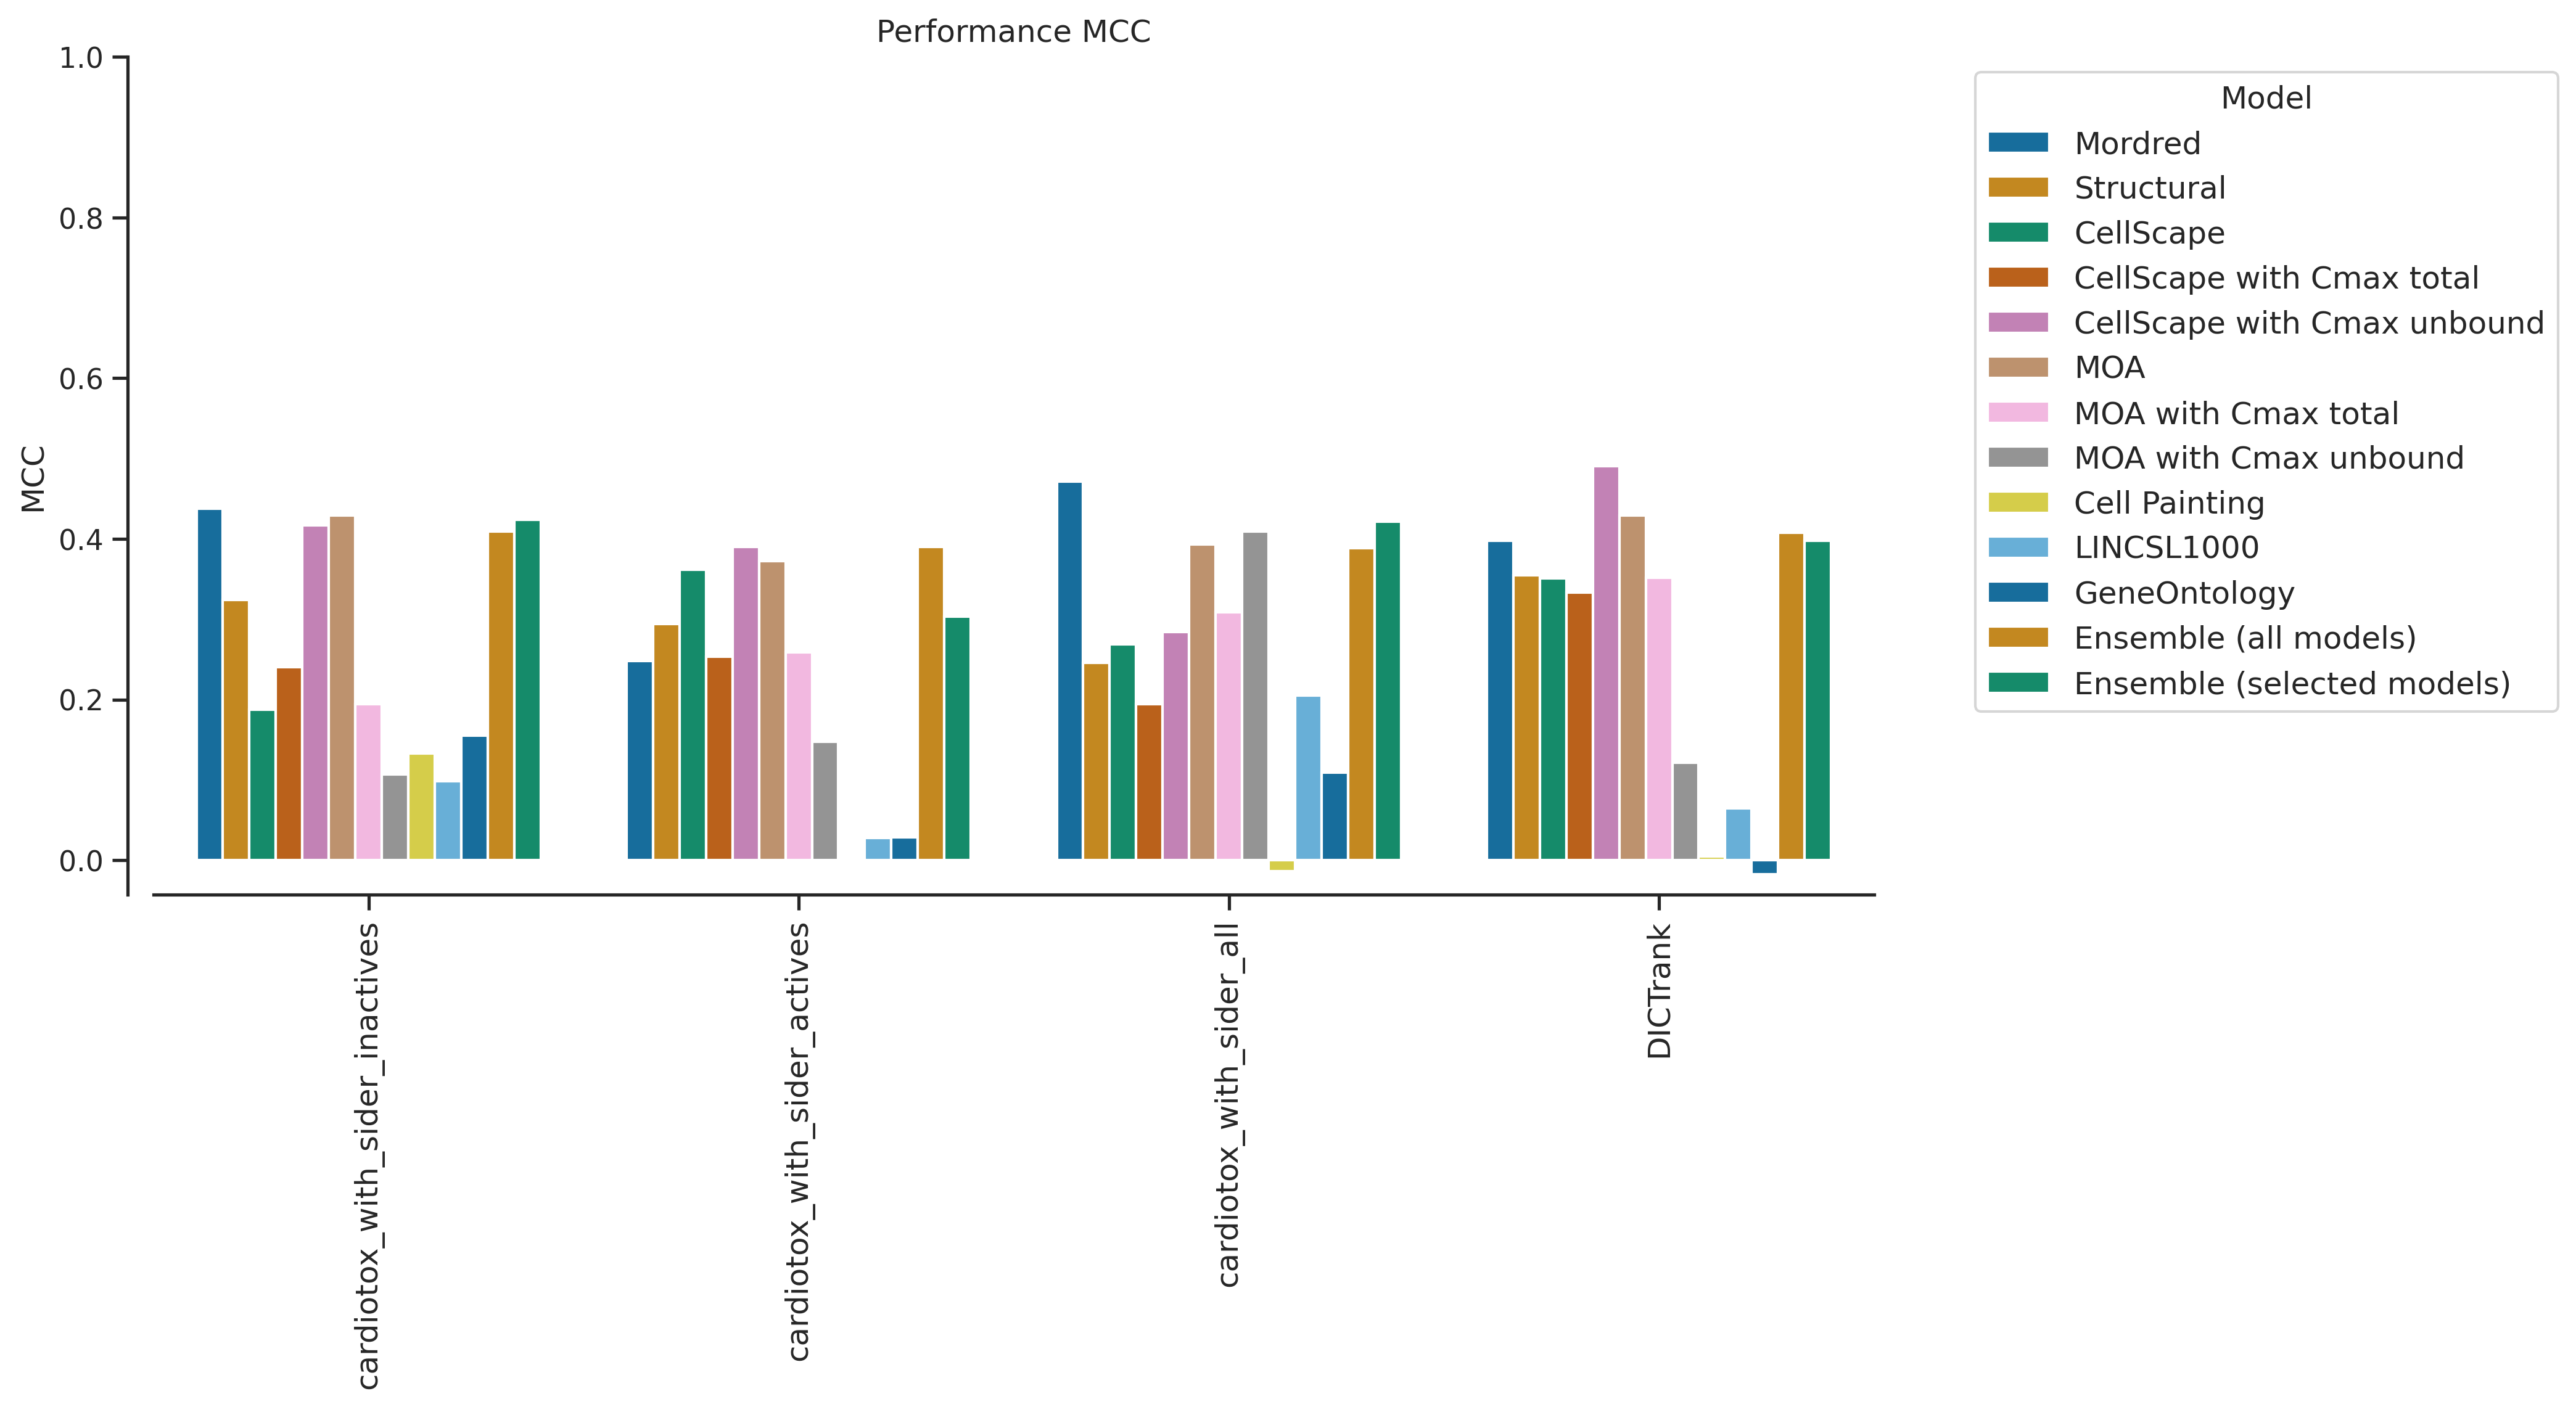 Performance MCC
1.0
0.8
0.6
0.4
0.2
0.0
MCC
cardiotox_with_sider_inactives
cardiotox_with_sider_actives
cardiotox_with_sider_all
DICTrank
Model
Mordred
Structural
CellScape
CellScape with Cmax total
CellScape with Cmax unbound
MOA
MOA with Cmax total
MOA with Cmax unbound
Cell Painting
LINCSL1000
GeneOntology
Ensemble (all models)
Ensemble (selected models)